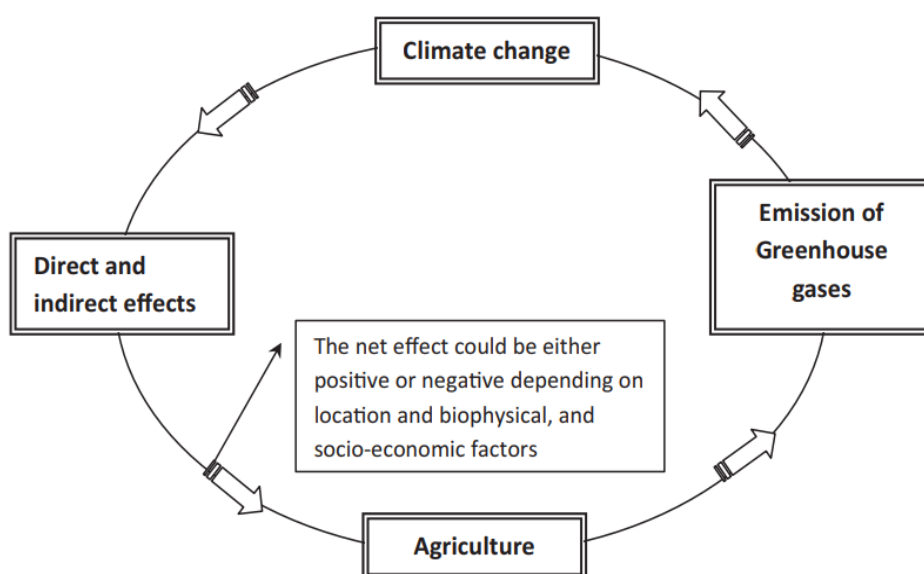 Climate change
Emission of
Greenhouse
gases
Direct and
indirect effects
The net effect could be either
positive or negative depending on
location and biophysical, and
socio-economic factors
Agriculture